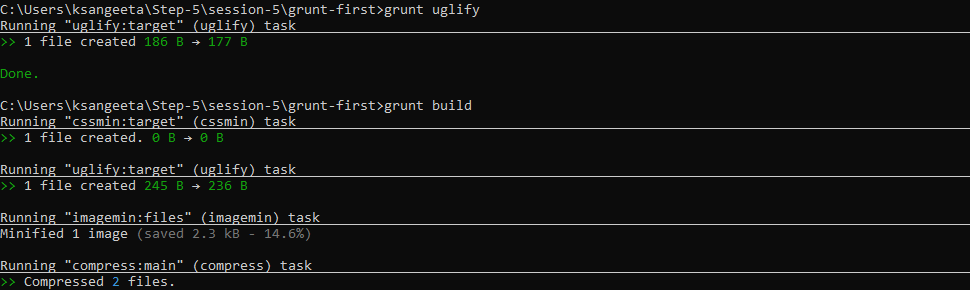 C:\Users\ksangeeta\Step-5\session-5\grunt-first>grunt uglify
Running "uglify:target" (uglify) task
>> 1 file created 186 B → 177 B
Done.
C:\Users\ksangeeta\Step-5\session-5\grunt-first>grunt build
Running "cssmin:target" (cssmin) task
>> 1 file created. 0 B → 0 B
Running "uglify:target" (uglify) task
>> 1 file created 245 B → 236 B
Running "imagemin:files" (imagemin) task
Minified 1 image (saved 2.3 kB - 14.6%)
Running "compress:main" (compress) task
>> Compressed 2 files.